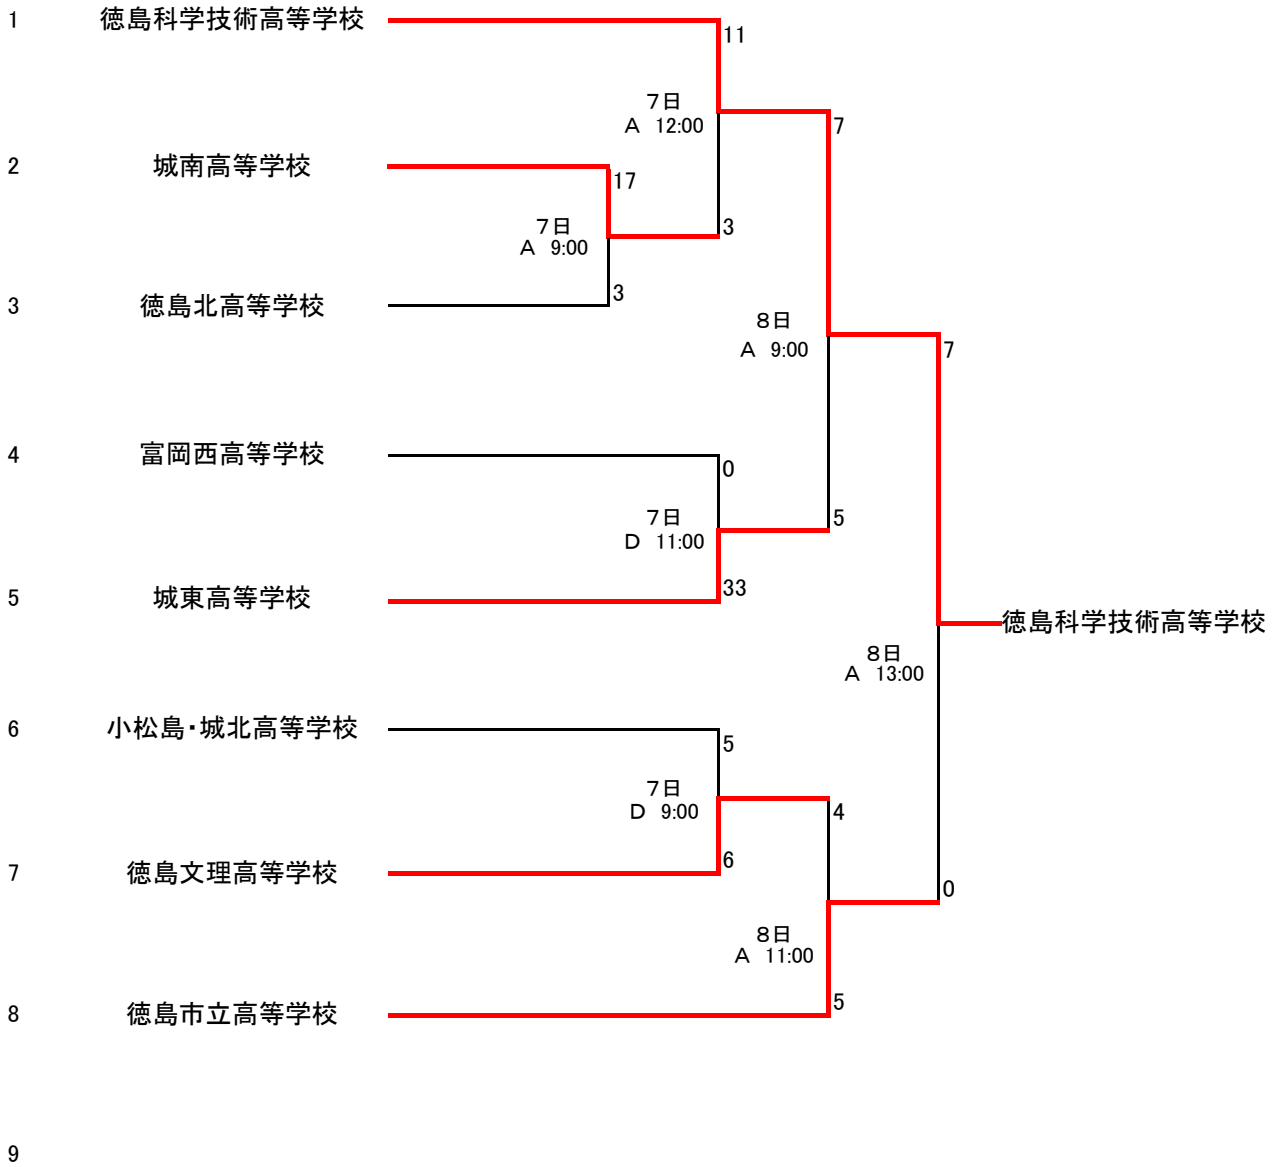 1 徳島科学技術高等学校
11
7日
A 12:00
7
2 城南高等学校
17
7日
A 9:00
3
3 徳島北高等学校
3
8日
A 9:00
7
4 富岡西高等学校
0
7日
D 11:00
5
5 城東高等学校
33
徳島科学技術高等学校
8日
A 13:00
6 小松島・城北高等学校
5
7日
D 9:00
4
7 徳島文理高等学校
6
0
8日
A 11:00
8 徳島市立高等学校
5
9